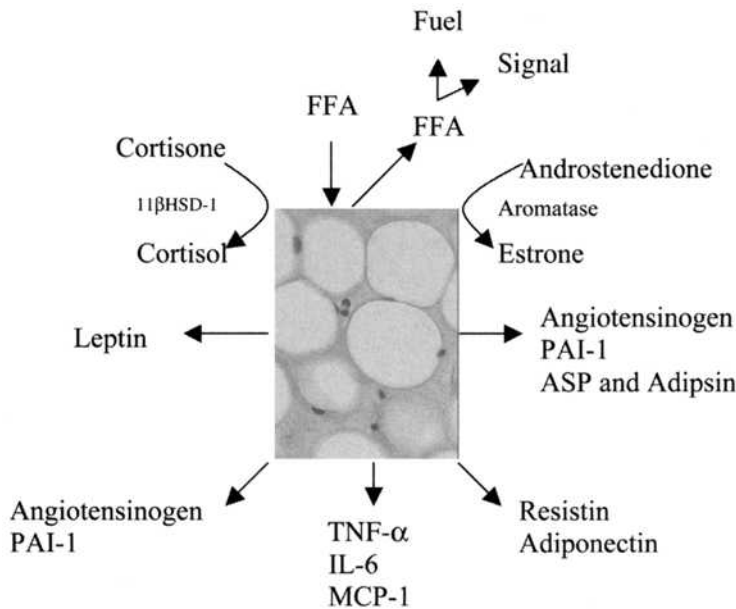 Fuel
Signal
FFA
FFA
Cortisone
Androstenedione
11βHSD-1
Aromatase
Cortisol
Estrone
Leptin
Angiotensinogen
PAI-1
ASP and Adipsin
Angiotensinogen
PAI-1
TNF-α
IL-6
MCP-1
Resistin
Adiponectin